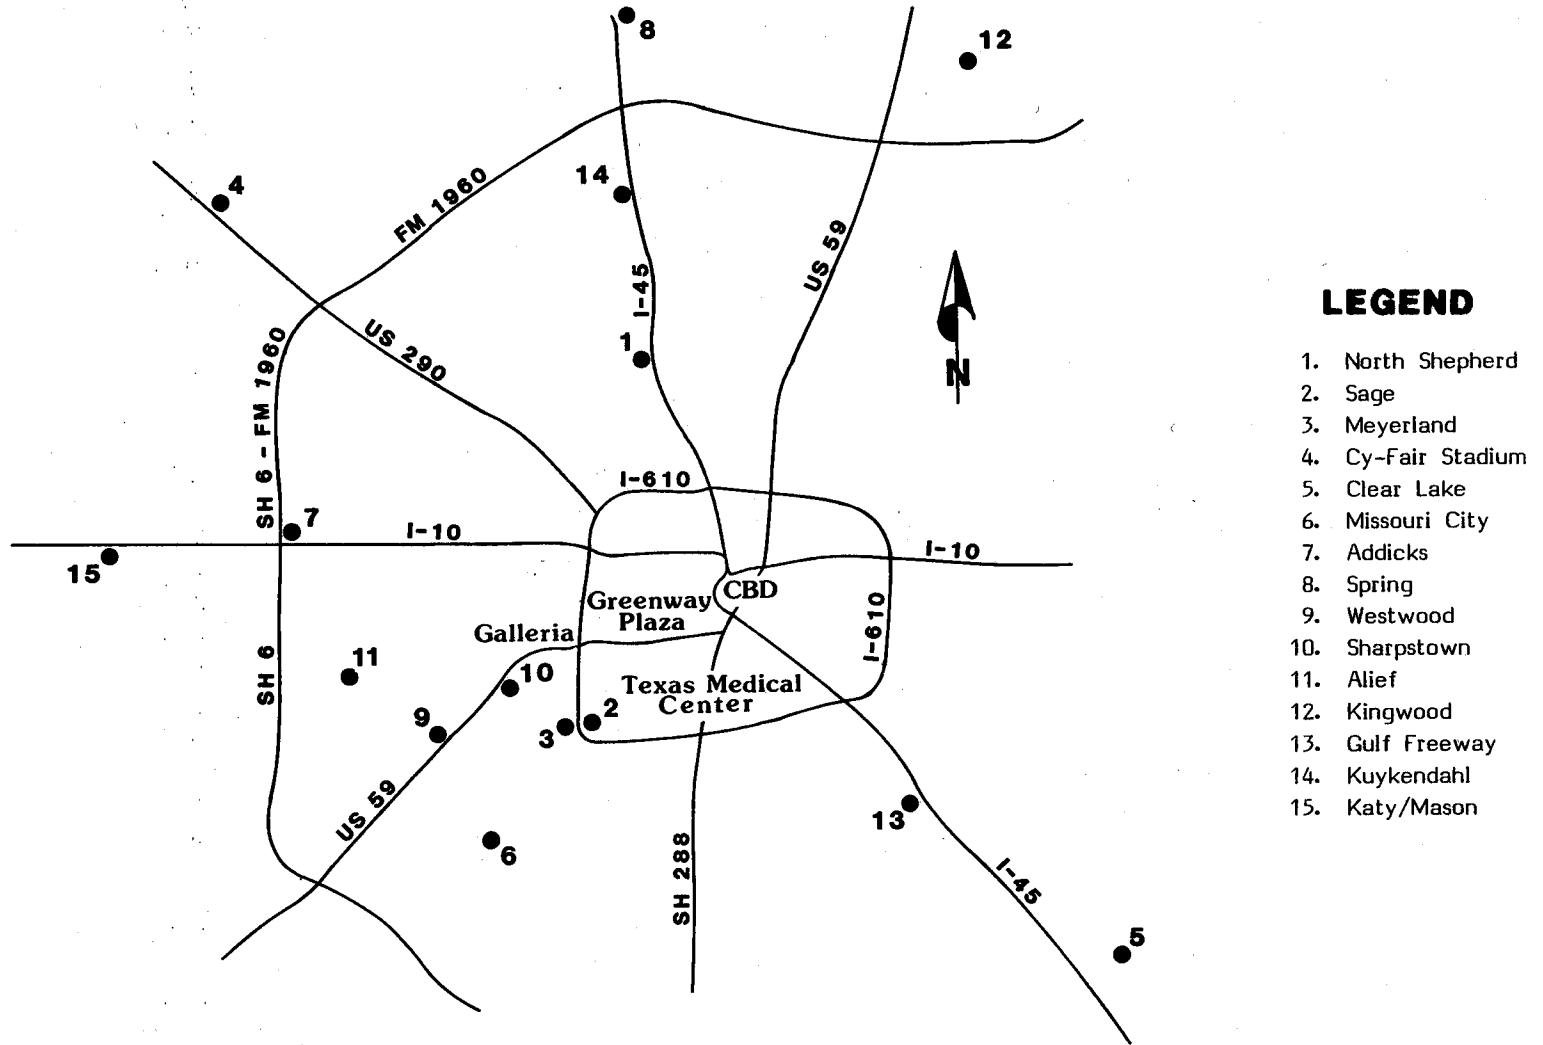 8
12
14
4
FM 1960
US 59
I-45
1
US 290
SH 6 - FM 1960
N
I-610
7
I-10
I-10
15
CBD
Greenway
Plaza
Galleria
I-610
11
10
SH 6
Texas Medical
Center
2
9
3
US 59
13
6
SH 288
I-45
5
LEGEND
1. North Shepherd
2. Sage
3. Meyerland
4. Cy-Fair Stadium
5. Clear Lake
6. Missouri City
7. Addicks
8. Spring
9. Westwood
10. Sharpstown
11. Alief
12. Kingwood
13. Gulf Freeway
14. Kuykendahl
15. Katy/Mason